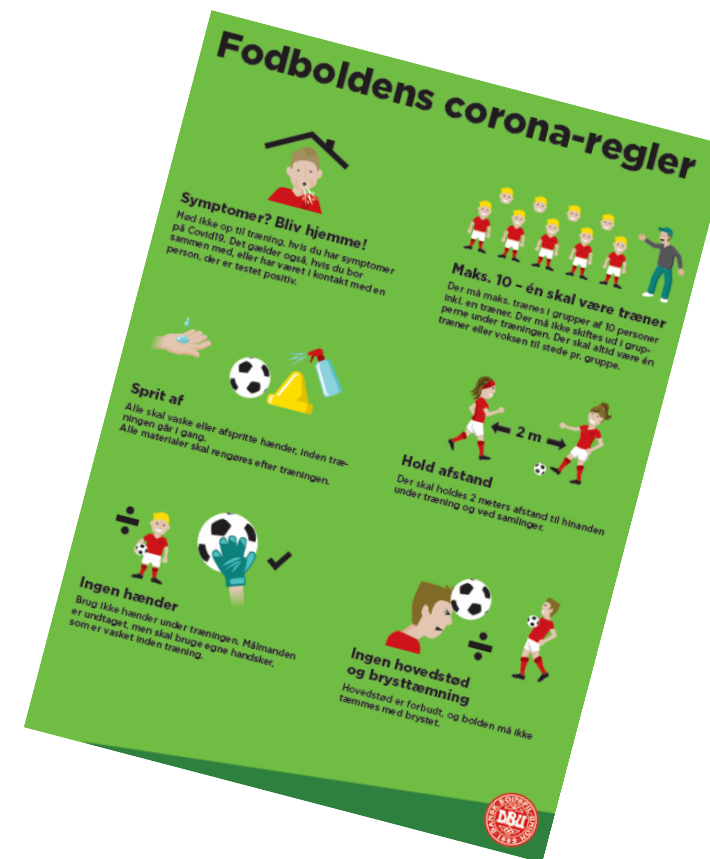 Fodboldens corona-regler
Symptomer? Bliv hjemme!
Mød ikke op til træning, hvis du har symptomer
på Covid19. Det gælder også, hvis du bor
sammen med, eller har været i kontakt med en
person, der er testet positiv.
Maks. 10 – én skal være træner
Der må maks. trænes i grupper af 10 personer
inkl. en træner. Der må ikke skiftes ud i grup-
perne under træningen. Der skal altid være én
træner eller voksen til stede pr. gruppe.
Sprit af
Alle skal vaske eller afspritte hænder, inden træ-
ningen går i gang.
Alle materialer skal rengøres efter træningen.
2 m
Hold afstand
Der skal holdes 2 meters afstand til hinanden
under træning og ved samlinger.
Ingen hænder
Brug ikke hænder under træningen. Målmanden
er undtaget, men skal bruge egne handsker,
som er vasket inden træning.
Ingen hovedstød
og brysttæmning
Hovedstød er forbudt, og bolden må ikke
tæmmes med brystet.
DANSK BOLDSPIL-UNION 1889
DBU